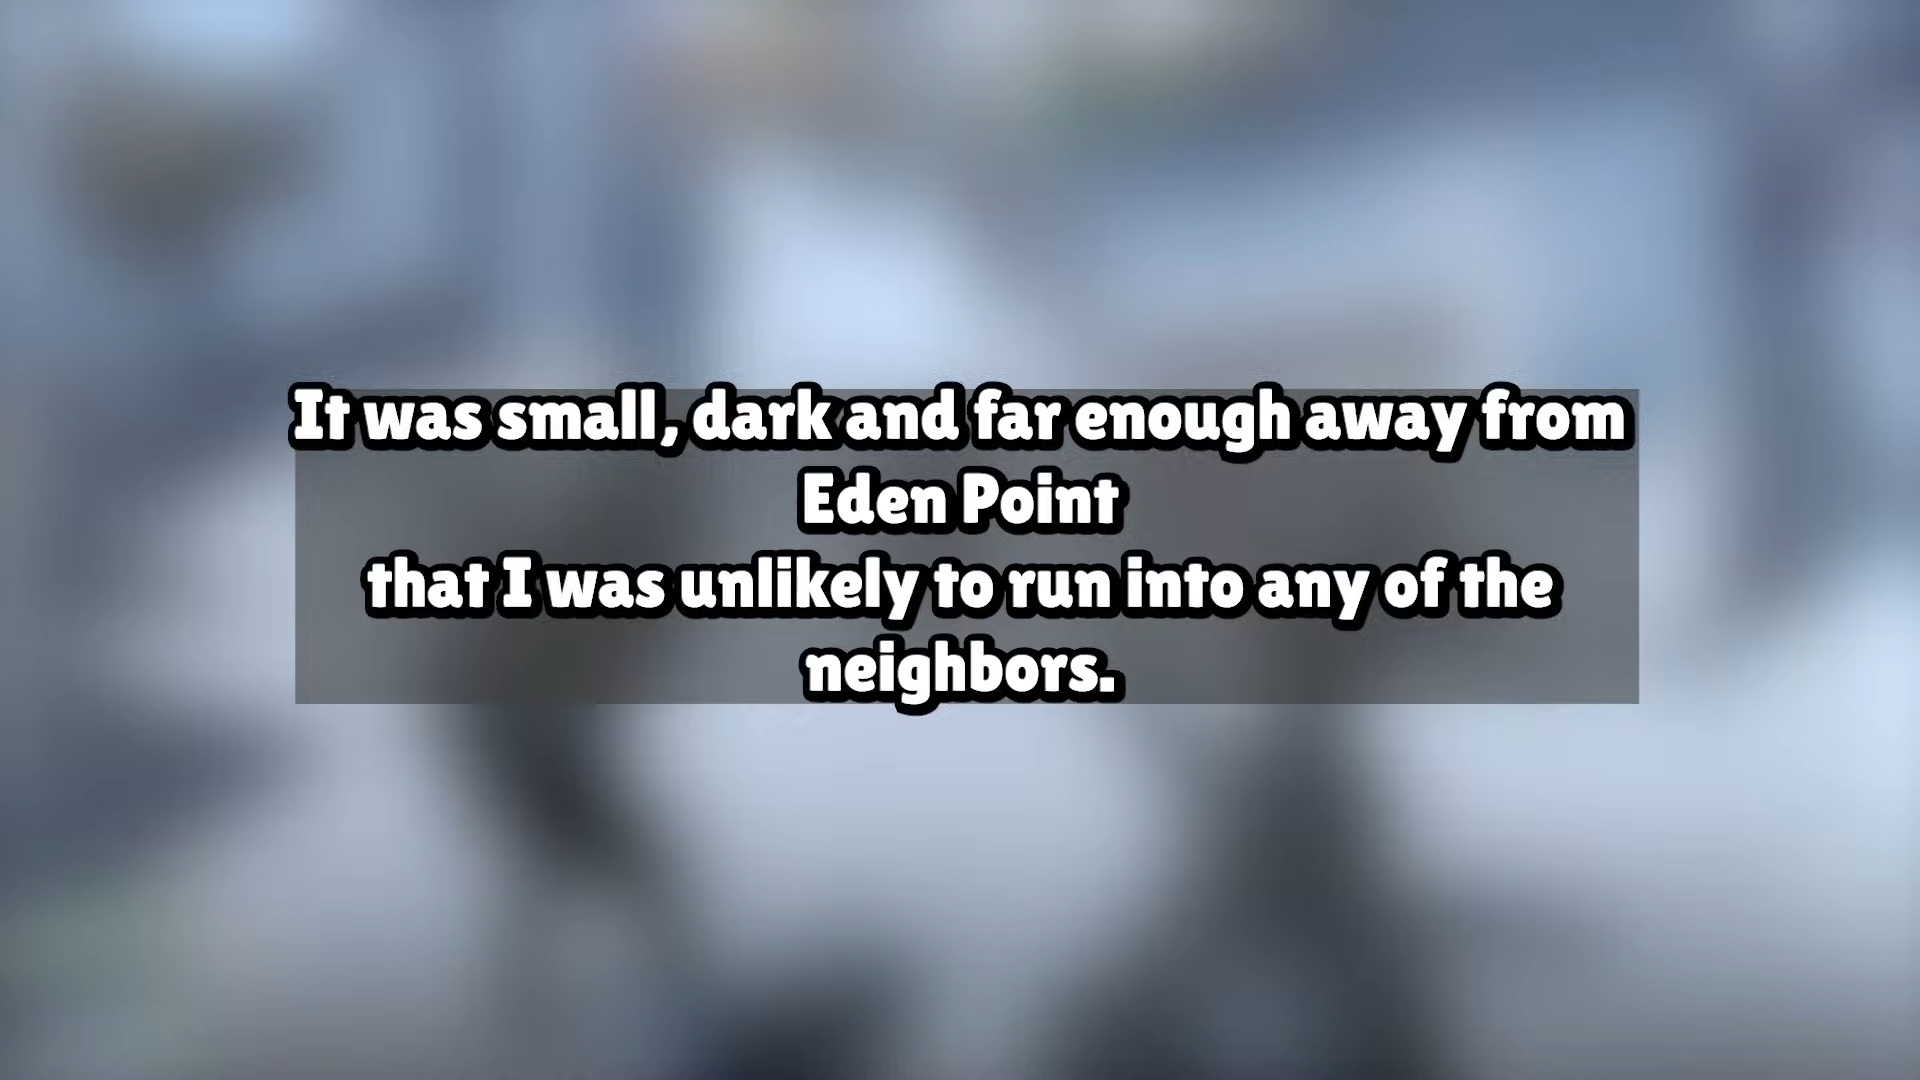 It was small, dark and far enough away from
Eden Point
that I was unlikely to run into any of the
neighbors.